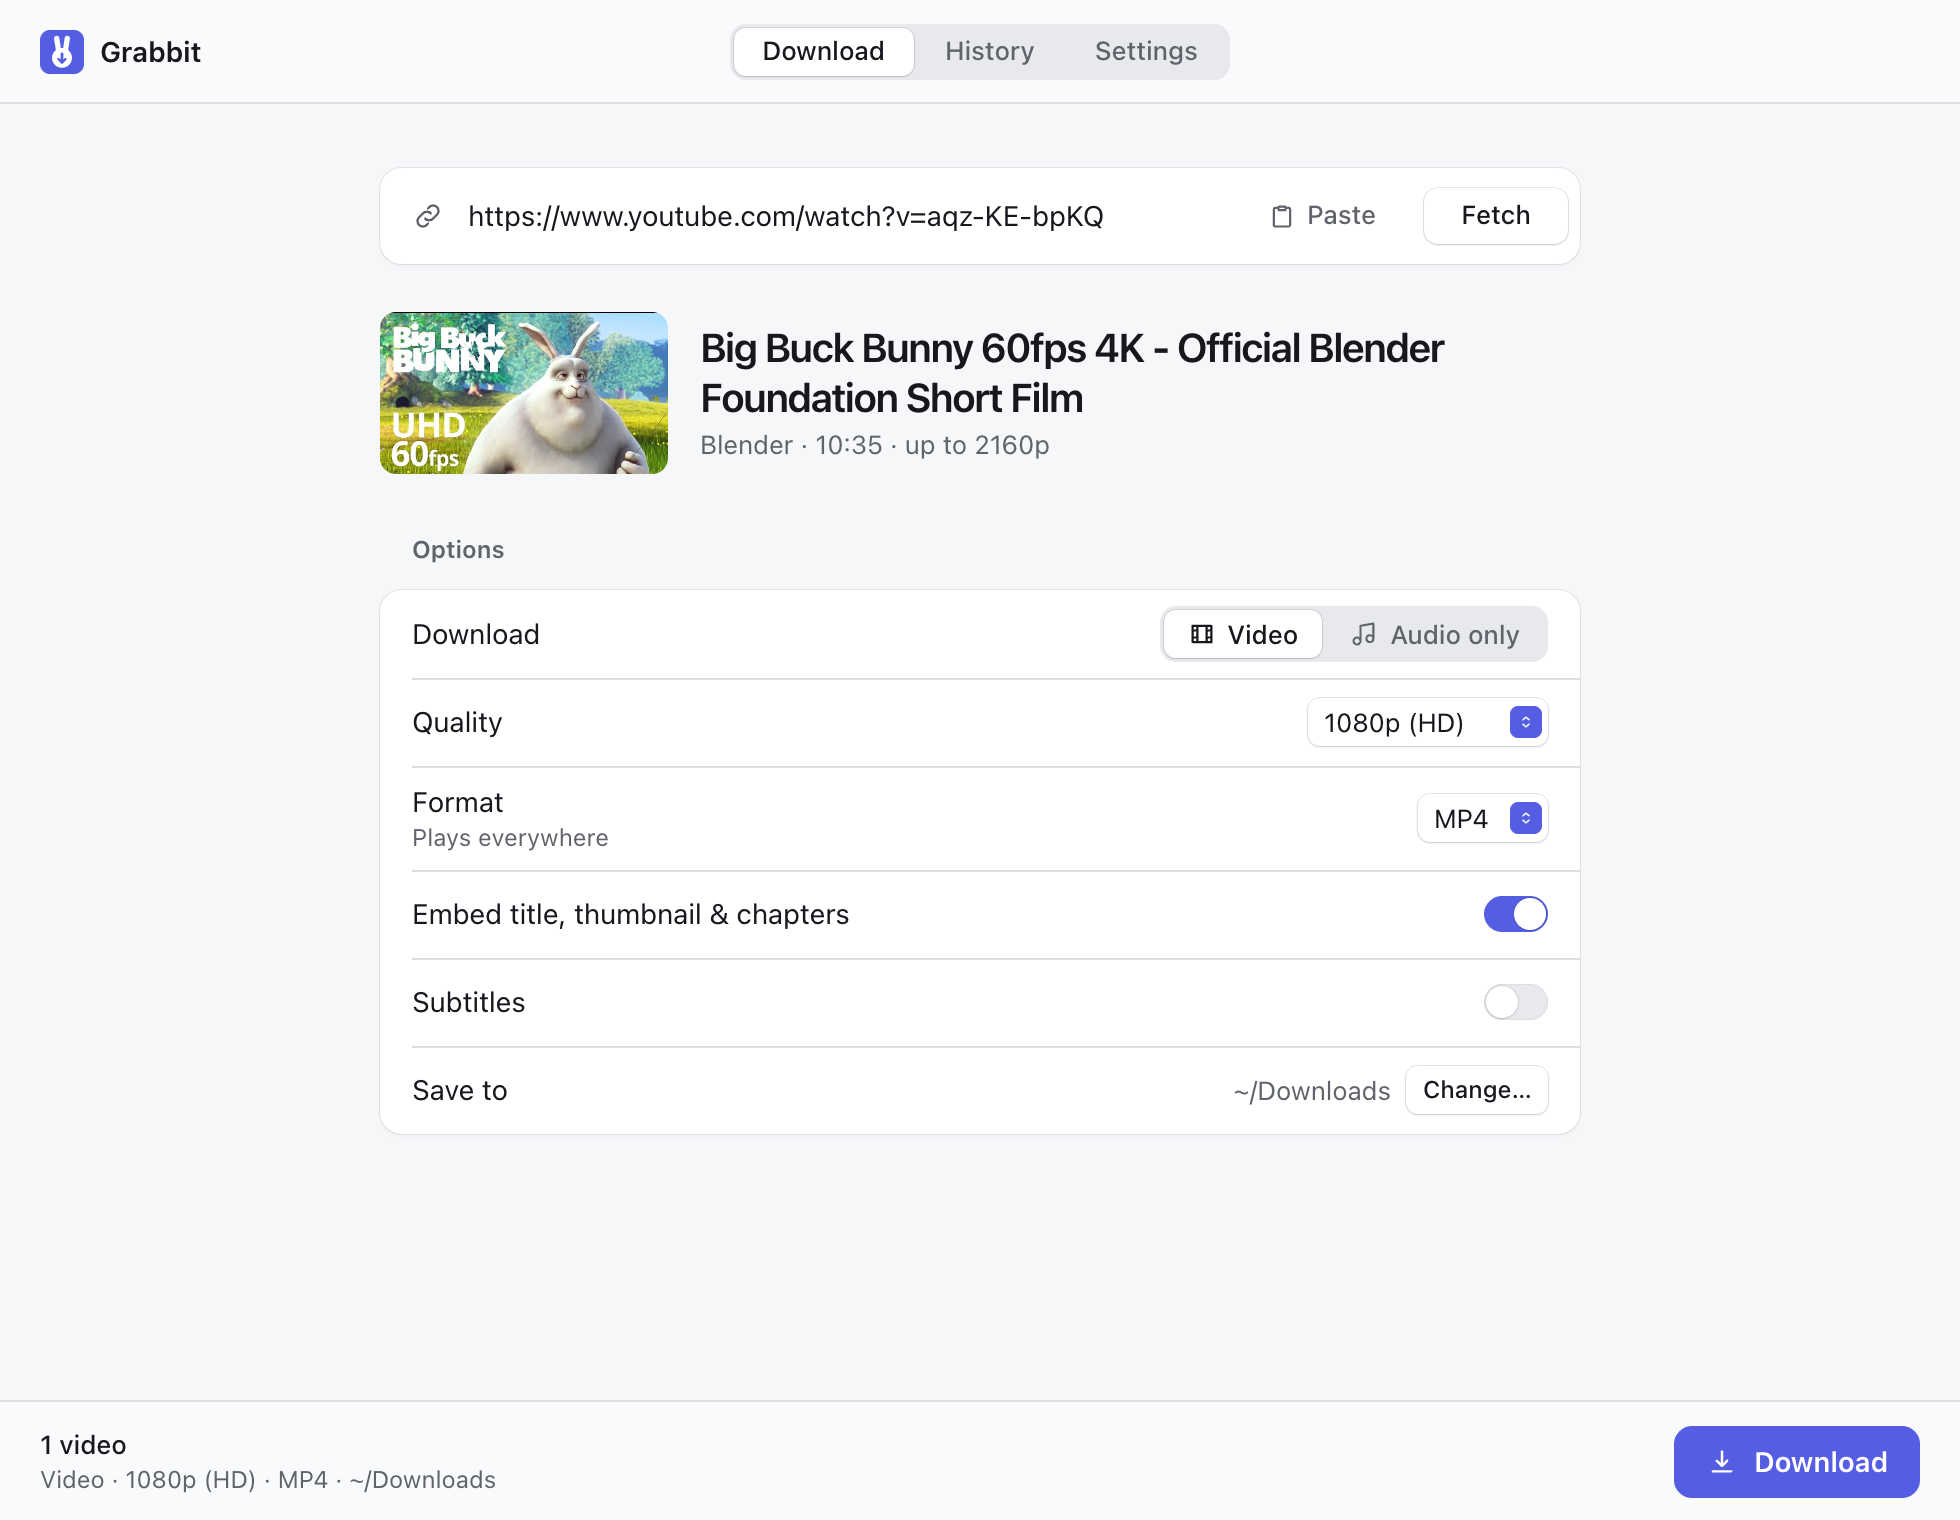 Grabbit
Download
History
Settings
https://www.youtube.com/watch?v=aqz-KE-bpKQ
Paste
Fetch
Big Buck
BUNNY
UHD
60fps
Big Buck Bunny 60fps 4K - Official Blender
Foundation Short Film
Blender · 10:35 · up to 2160p
Options
Download
Video
Audio only
Quality
1080p (HD)
Format
Plays everywhere
MP4
Embed title, thumbnail & chapters
Subtitles
Save to
~/Downloads
Change...
1 video
Video · 1080p (HD) · MP4 · ~/Downloads
Download